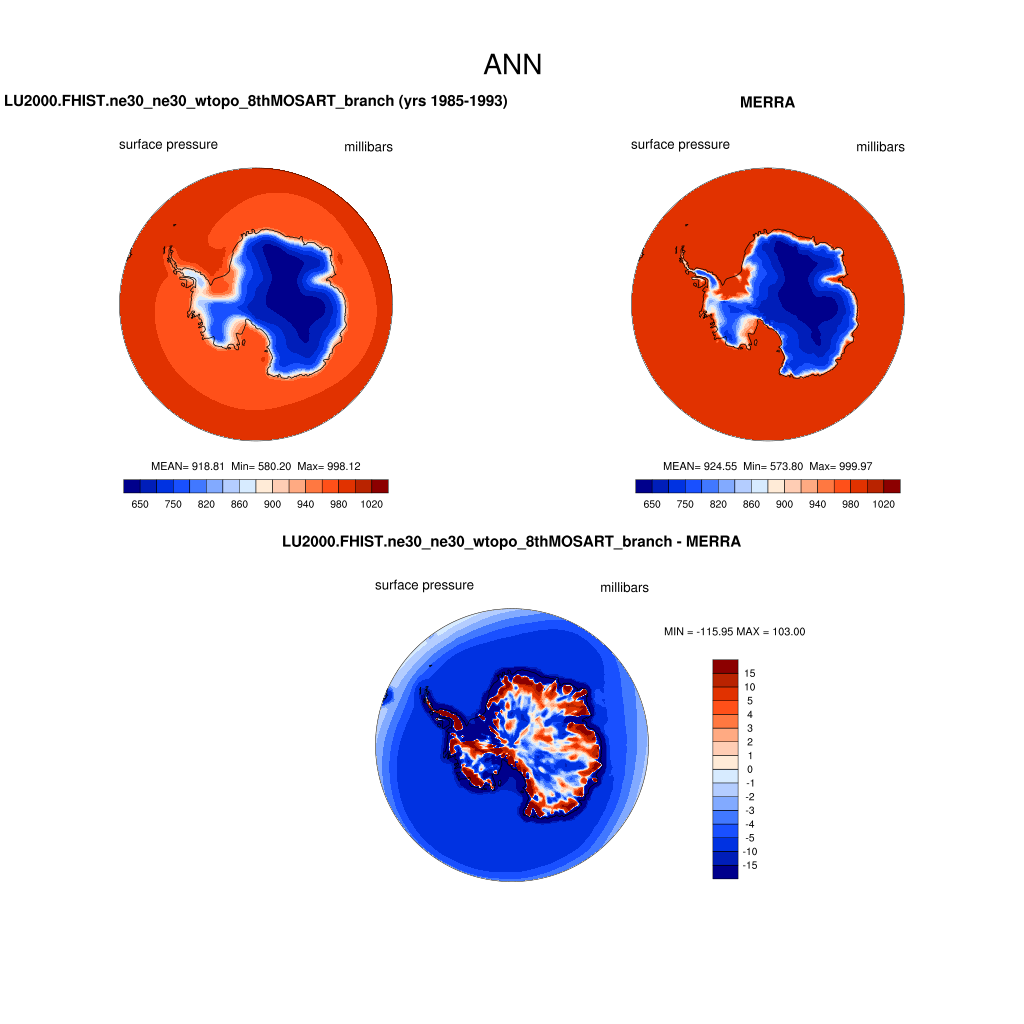 ANN
LU2000.FHIST.ne30_ne30_wtopo_8thMOSART_branch (yrs 1985-1993)
surface pressure millibars
MEAN= 918.81 Min= 580.20 Max= 998.12
650 750 820 860 900 940 980 1020
MERRA
surface pressure millibars
MEAN= 924.55 Min= 573.80 Max= 999.97
650 750 820 860 900 940 980 1020
LU2000.FHIST.ne30_ne30_wtopo_8thMOSART_branch - MERRA
surface pressure millibars
MIN = -115.95 MAX = 103.00
15
10
5
4
3
2
1
0
-1
-2
-3
-4
-5
-10
-15